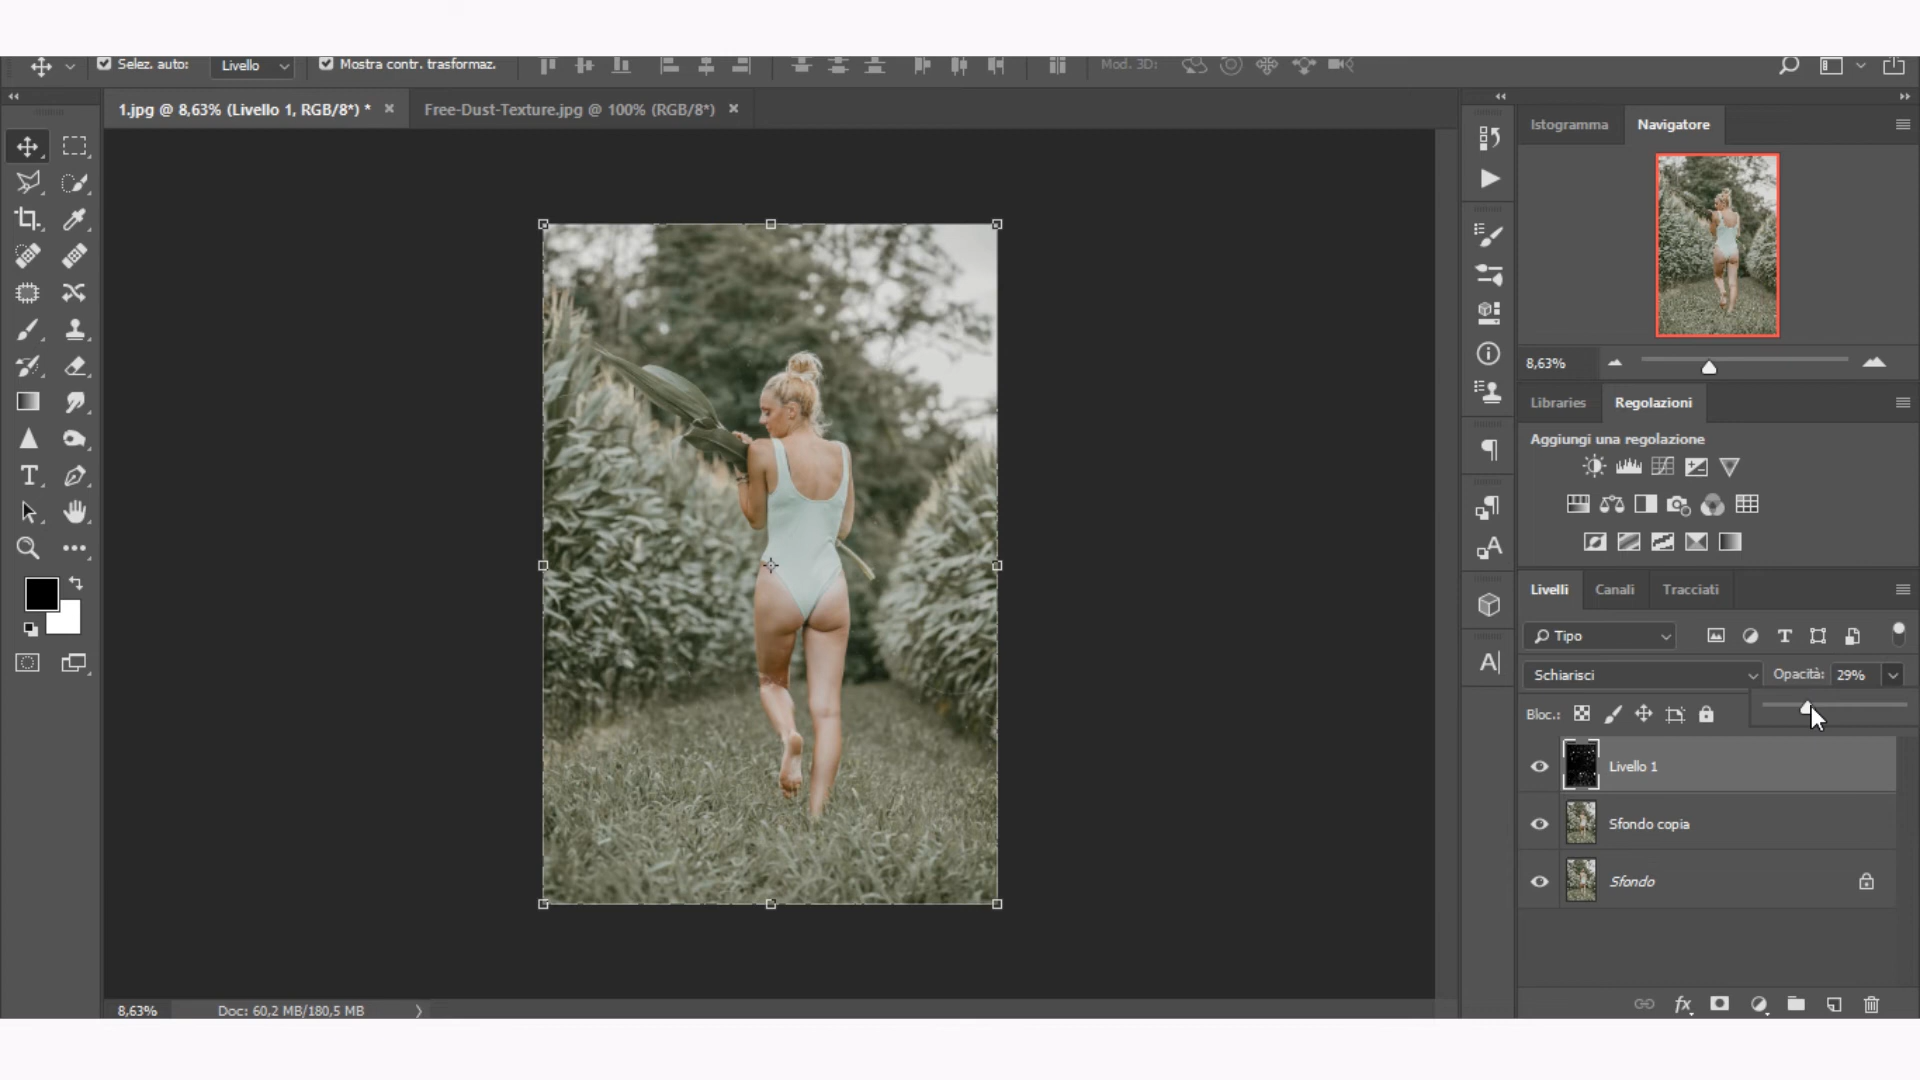 Selez. auto: Livello Mostra contr. trasformaz. Mod. 3D:
1.jpg @ 8,63% (Livello 1, RGB/8*) * Free-Dust-Texture.jpg @ 100% (RGB/8*)
Istogramma Navigatore
8,63%
Libraries Regolazioni
Aggiungi una regolazione
Livelli Canali Tracciati
Tipo
Schiarisci Opacità: 29%
Bloc.:
Livello 1
Sfondo copia
Sfondo
8,63% Doc: 60,2 MB/180,5 MB